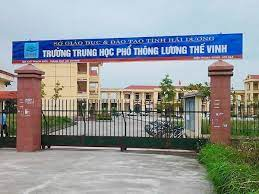 SỞ GIÁO DỤC & ĐÀO TẠO TỈNH HẢI DƯƠNG
TRƯỜNG TRUNG HỌC PHỔ THÔNG LƯƠNG THẾ VINH